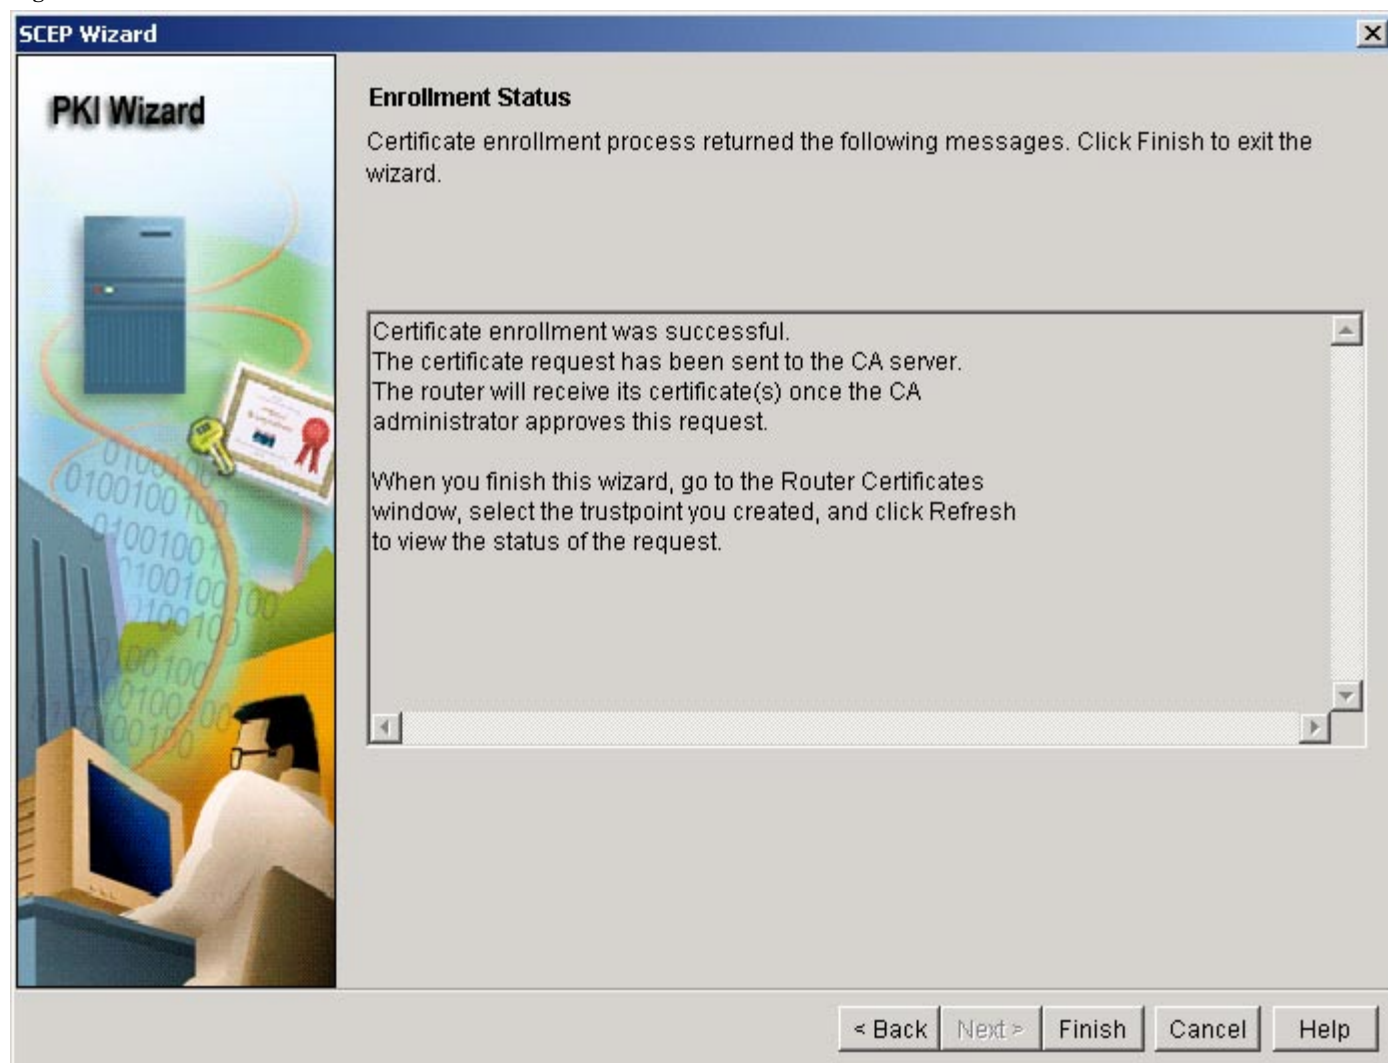 SCEP Wizard
PKI Wizard
Enrollment Status
Certificate enrollment process returned the following messages. Click Finish to exit the
wizard.
Certificate enrollment was successful.
The certificate request has been sent to the CA server.
The router will receive its certificate(s) once the CA
administrator approves this request.
When you finish this wizard, go to the Router Certificates
window, select the trustpoint you created, and click Refresh
to view the status of the request.
< Back
Next >
Finish
Cancel
Help